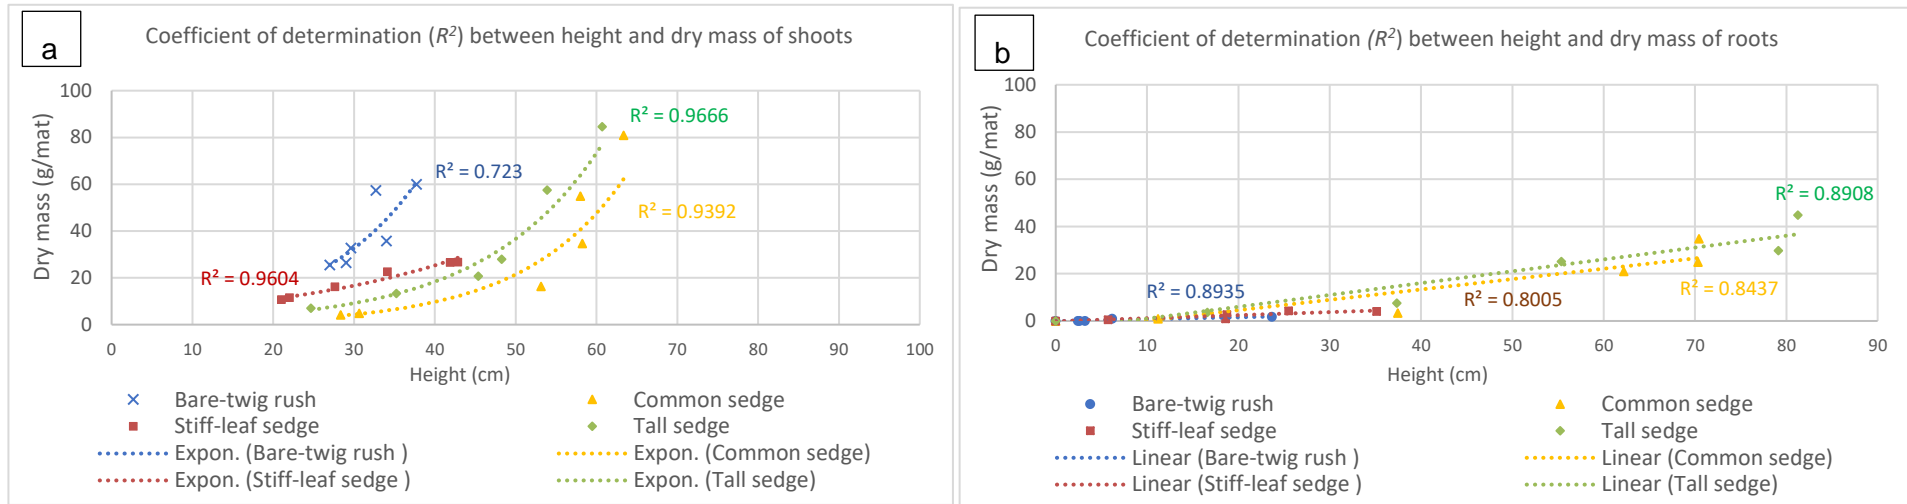 a
Coefficient of determination (R²) between height and dry mass of shoots
Dry mass (g/mat)
100
80
60
40
20
0
R² = 0.9666
R² = 0.723
R² = 0.9392
R² = 0.9604
0 10 20 30 40 50 60 70 80 90 100
Height (cm)
Bare-twig rush Common sedge
Stiff-leaf sedge Tall sedge
Expon. (Bare-twig rush ) Expon. (Common sedge)
Expon. (Stiff-leaf sedge ) Expon. (Tall sedge)
b
Coefficient of determination (R²) between height and dry mass of roots
Dry mass (g/mat)
100
80
60
40
20
0
R² = 0.8908
R² = 0.8935
R² = 0.8005
R² = 0.8437
0 10 20 30 40 50 60 70 80 90
Height (cm)
Bare-twig rush Common sedge
Stiff-leaf sedge Tall sedge
Linear (Bare-twig rush ) Linear (Common sedge)
Linear (Stiff-leaf sedge ) Linear (Tall sedge)